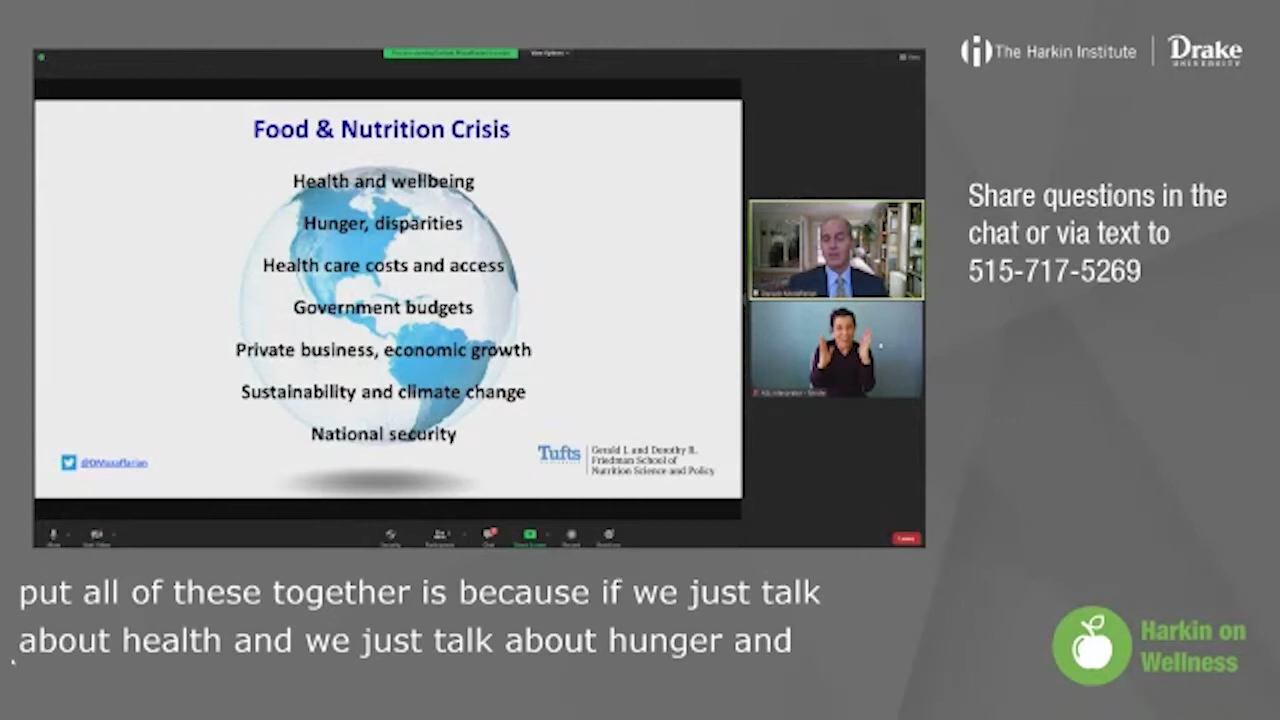 The Harkin Institute
Drake
UNIVERSITY
View Options
Food & Nutrition Crisis
Health and wellbeing
Hunger, disparities
Health care costs and access
Government budgets
Private business, economic growth
Sustainability and climate change
National security
@DMozaffarian
Tufts
UNIVERSITY
Gerald J. and Dorothy R.
Friedman School of
Nutrition Science and Policy
Share questions in the
chat or via text to
515-717-5269
put all of these together is because if we just talk
about health and we just talk about hunger and
Harkin on
Wellness